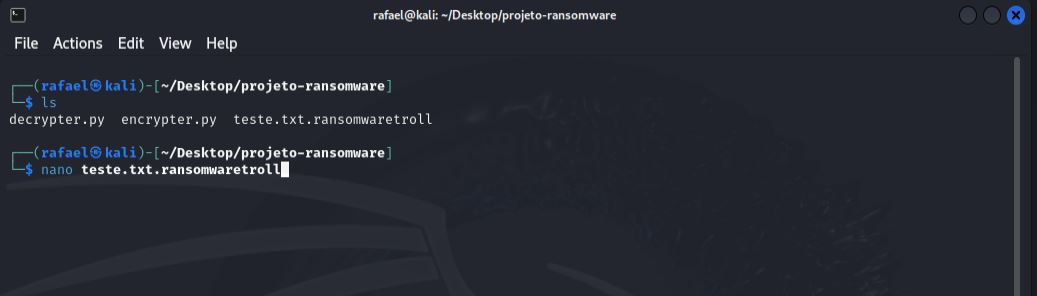 rafael@kali: ~/Desktop/projeto-ransomware
File Actions Edit View Help
┌──(rafael㉿kali)-[~/Desktop/projeto-ransomware]
└─$ ls
decrypter.py encrypter.py teste.txt.ransomwaretroll
┌──(rafael㉿kali)-[~/Desktop/projeto-ransomware]
└─$ nano teste.txt.ransomwaretroll